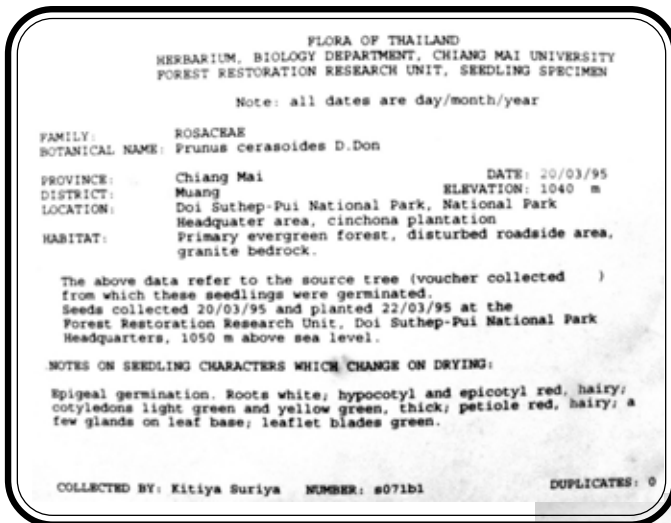 FLORA OF THAILAND
HERBARIUM, BIOLOGY DEPARTMENT, CHIANG MAI UNIVERSITY
FOREST RESTORATION RESEARCH UNIT, SEEDLING SPECIMEN
Note: all dates are day/month/year
FAMILY: ROSACEAE
BOTANICAL NAME: Prunus cerasoides D.Don
PROVINCE: Chiang Mai DATE: 20/03/95
DISTRICT: Muang ELEVATION: 1040 m
LOCATION: Doi Suthep-Pui National Park, National Park
Headquater area, cinchona plantation
HABITAT: Primary evergreen forest, disturbed roadside area,
granite bedrock.
The above data refer to the source tree (voucher collected )
from which these seedlings were germinated.
Seeds collected 20/03/95 and planted 22/03/95 at the
Forest Restoration Research Unit, Doi Suthep-Pui National Park
Headquarters, 1050 m above sea level.
NOTES ON SEEDLING CHARACTERS WHICH CHANGE ON DRYING:
Epigeal germination. Roots white; hypocotyl and epicotyl red, hairy;
cotyledons light green and yellow green, thick; petiole red, hairy; a
few glands on leaf base; leaflet blades green.
COLLECTED BY: Kitiya Suriya NUMBER: s071b1 DUPLICATES: 0